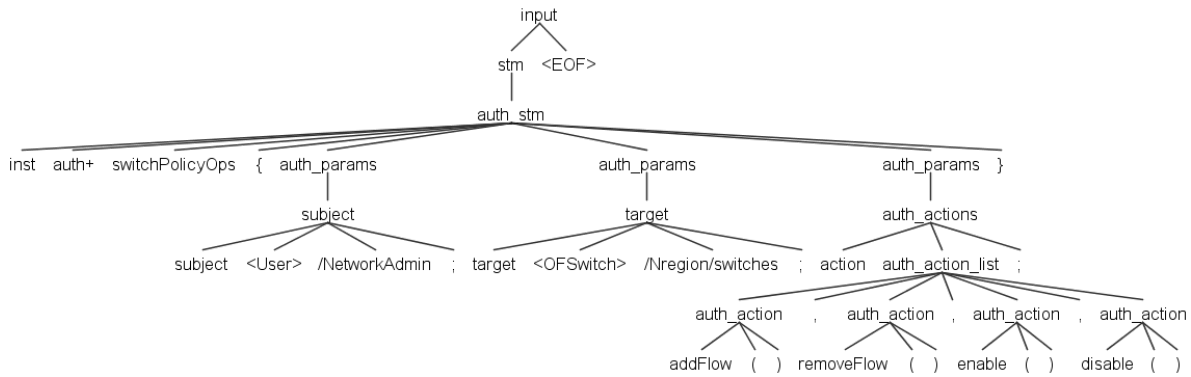 input
stm <EOF>
auth_stm
inst auth+ switchPolicyOps { auth_params auth_params auth_params }
subject target auth_actions
subject <User> /NetworkAdmin ; target <OFSwitch> /Nregion/switches ; action auth_action_list ;
auth_action , auth_action , auth_action , auth_action
addFlow ( ) removeFlow ( ) enable ( ) disable ( )